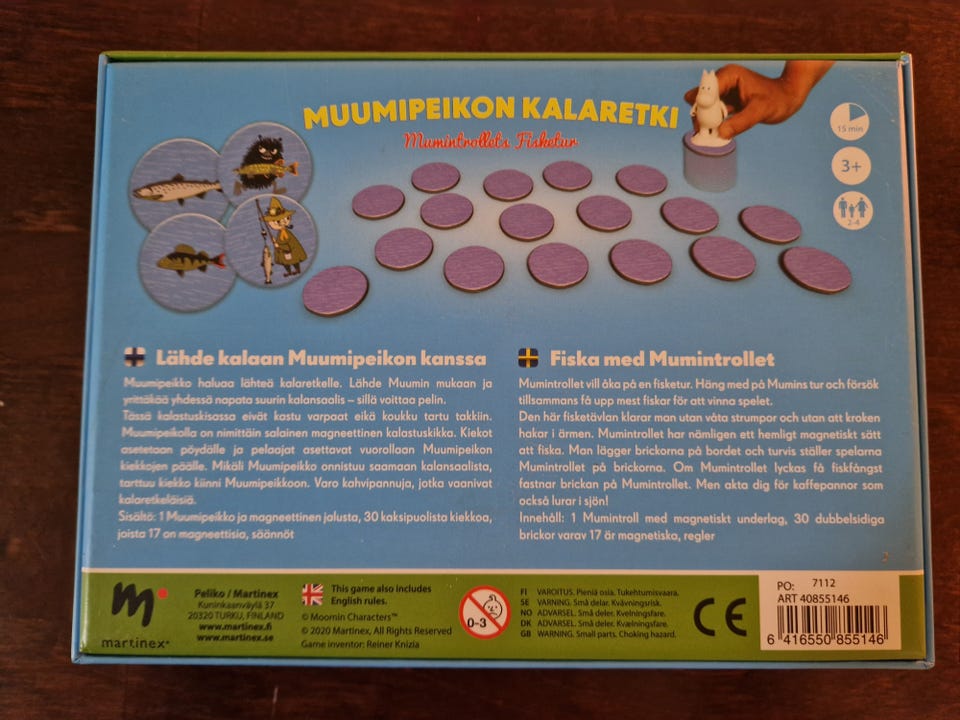 MUUMIPEIKON KALARETKI
Mumintrollets Fisketur
15 min
3+
2-4
Lähde kalaan Muumipeikon kanssa
Muumipeikko haluaa lähteä kalaretkelle. Lähde Muumin mukaan ja
yrittäkää yhdessä napata suurin kalansaalis – sillä voittaa pelin.
Tässä kalastuskisassa eivät kastu varpaat eikä koukku tartu takkiin.
Muumipeikolla on nimittäin salainen magneettinen kalastuskikka. Kiekot
asetetaan pöydälle ja pelaajat asettavat vuorollaan Muumipeikon
kiekkojen päälle. Mikäli Muumipeikko onnistuu saamaan kalansaalista,
tarttuu kiekko kiinni Muumipeikkoon. Varo kahvipannuja, jotka vaanivat
kalaretkeläisiä.
Sisältö: 1 Muumipeikko ja magneettinen jalusta, 30 kaksipuolista kiekkoa,
joista 17 on magneettisia, säännöt
Fiska med Mumintrollet
Mumintrollet vill åka på en fisketur. Häng med på Mumins tur och försök
tillsammans få upp mest fiskar för att vinna spelet.
Den här fisketävlan klarar man utan våta strumpor och utan att kroken
hakar i ärmen. Mumintrollet har nämligen ett hemligt magnetiskt sätt
att fiska. Man lägger brickorna på bordet och turvis ställer spelarna
Mumintrollet på brickorna. Om Mumintrollet lyckas få fiskfångst
fastnar brickan på Mumintrollet. Men akta dig för kaffepannor som
också lurar i sjön!
Innehåll: 1 Mumintroll med magnetiskt underlag, 30 dubbelsidiga
brickor varav 17 är magnetiska, regler
martinex
Peliko / Martinex
Kuninkaanväylä 37
20320 TURKU, FINLAND
www.martinex.fi
www.martinex.se
This game also includes
English rules.
© Moomin Characters™
© 2020 Martinex, All Rights Reserved
Game inventor: Reiner Knizia
0-3
FI VAROITUS. Pieniä osia. Tukehtumisvaara.
SE VARNING. Små delar. Kvävningsrisk.
NO ADVARSEL. Små deler. Kvelningsfare.
DK ADVARSEL. Små dele. Kvælningsfare.
GB WARNING. Small parts. Choking hazard.
CE
PO: 7112
ART 40855146
6 416550 855146